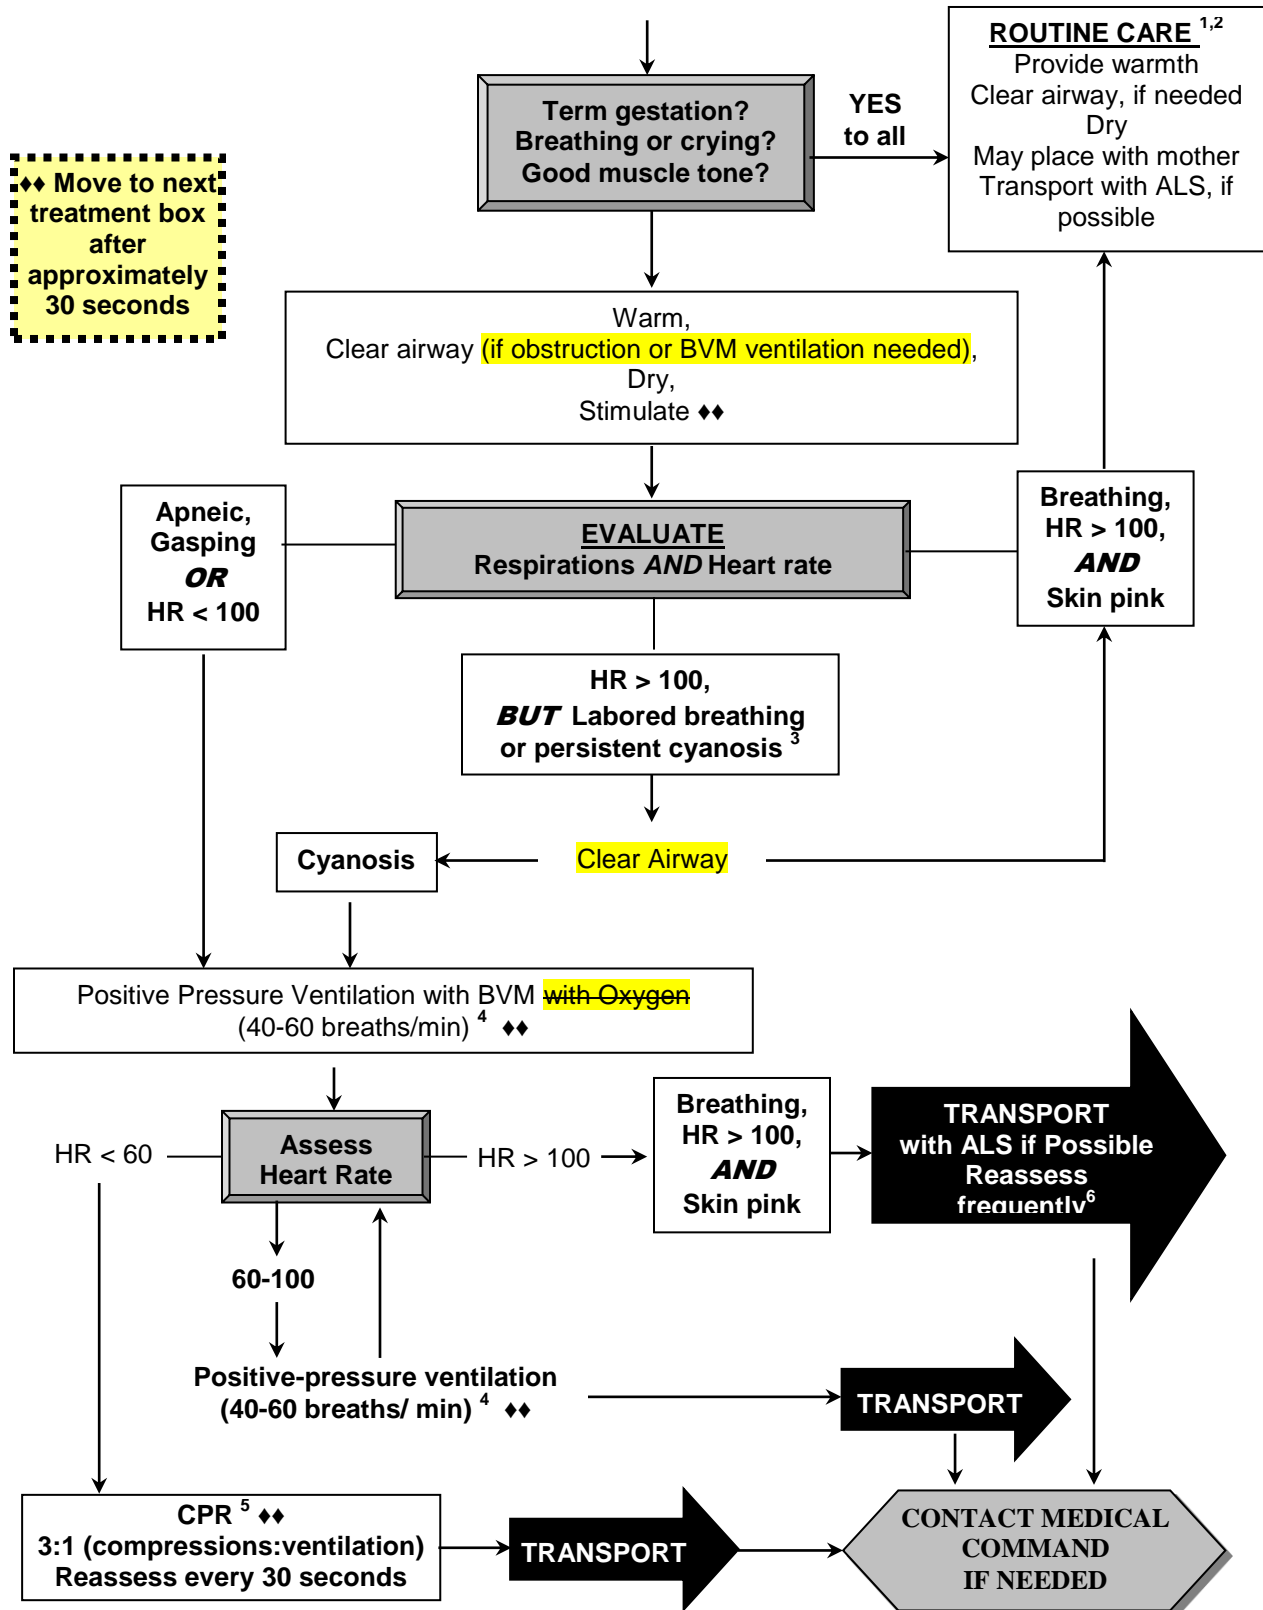 ROUTINE CARE 1,2
Provide warmth
Clear airway, if needed
Dry
May place with mother
Transport with ALS, if
possible
Term gestation?
Breathing or crying?
Good muscle tone?
YES
to all
♦♦ Move to next
treatment box
after
approximately
30 seconds
Warm,
Clear airway (if obstruction or BVM ventilation needed),
Dry,
Stimulate ♦♦
Apneic,
Gasping
OR
HR < 100
EVALUATE
Respirations AND Heart rate
Breathing,
HR > 100,
AND
Skin pink
HR > 100,
BUT Labored breathing
or persistent cyanosis 3
Cyanosis
Clear Airway
Positive Pressure Ventilation with BVM with Oxygen
(40-60 breaths/min) 4 ♦♦
HR < 60
Assess
Heart Rate
HR > 100
Breathing,
HR > 100,
AND
Skin pink
TRANSPORT
with ALS if Possible
Reassess
frequently6
60-100
Positive-pressure ventilation
(40-60 breaths/ min) 4 ♦♦
TRANSPORT
CPR 5 ♦♦
3:1 (compressions:ventilation)
Reassess every 30 seconds
TRANSPORT
CONTACT MEDICAL
COMMAND
IF NEEDED